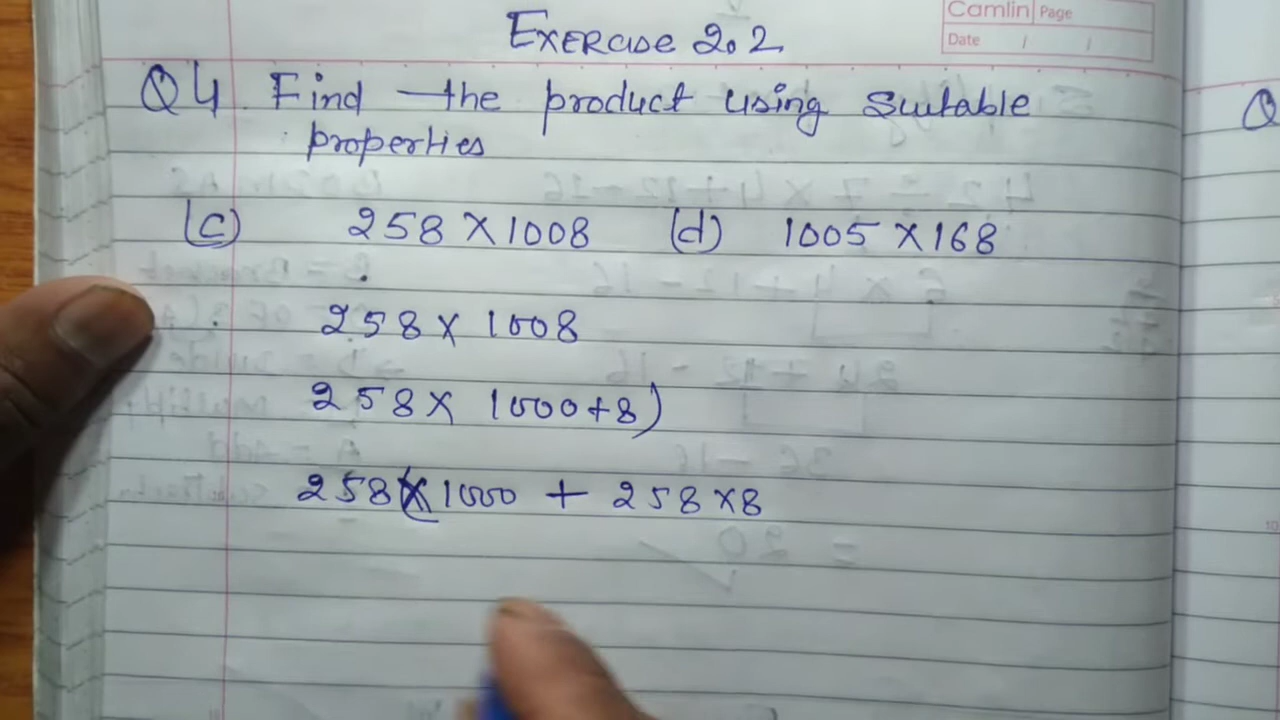 Camlin Page
Date / /
EXERCISE 2.2
Q4 Find the product using Suitable
properties
(c) 258 X 1008 (d) 1005 X 168
258 X 1008
258 X 1000+8)
258 X 1000 + 258 X 8
Q